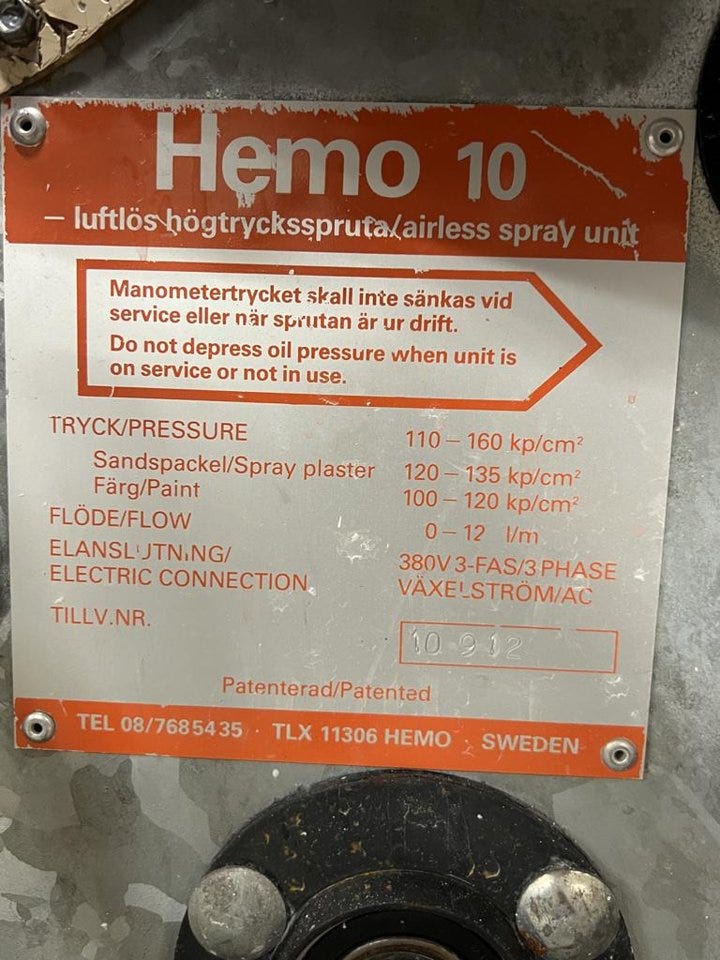 Hemo 10
– luftlös högtrycksspruta/airless spray unit
Manometertrycket skall inte sänkas vid
service eller när sprutan är ur drift.
Do not depress oil pressure when unit is
on service or not in use.
TRYCK/PRESSURE 110 – 160 kp/cm²
Sandspackel/Spray plaster 120 – 135 kp/cm²
Färg/Paint 100 – 120 kp/cm²
FLÖDE/FLOW 0 – 12 l/m
ELANSLUTNING/ 380V 3-FAS/3 PHASE
ELECTRIC CONNECTION VÄXELSTRÖM/AC
TILLV.NR. 10 912
Patenterad/Patented
TEL 08/7685435 · TLX 11306 HEMO · SWEDEN